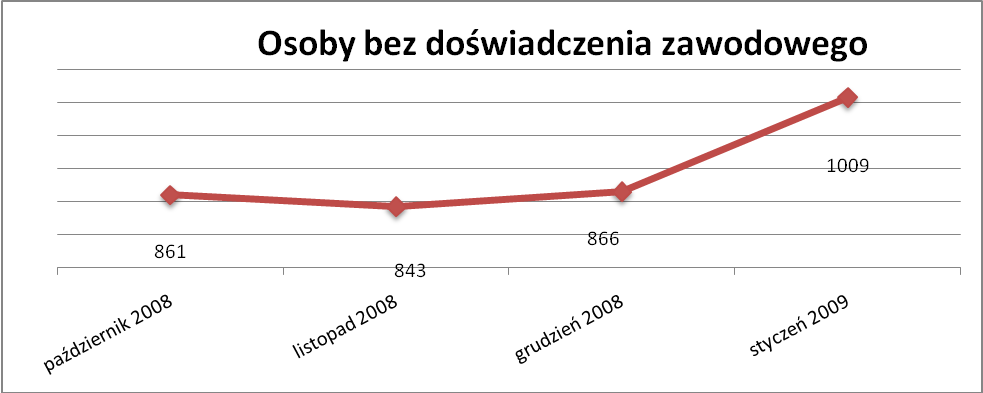 Osoby bez doświadczenia zawodowego
861
843
866
1009
październik 2008
listopad 2008
grudzień 2008
styczeń 2009